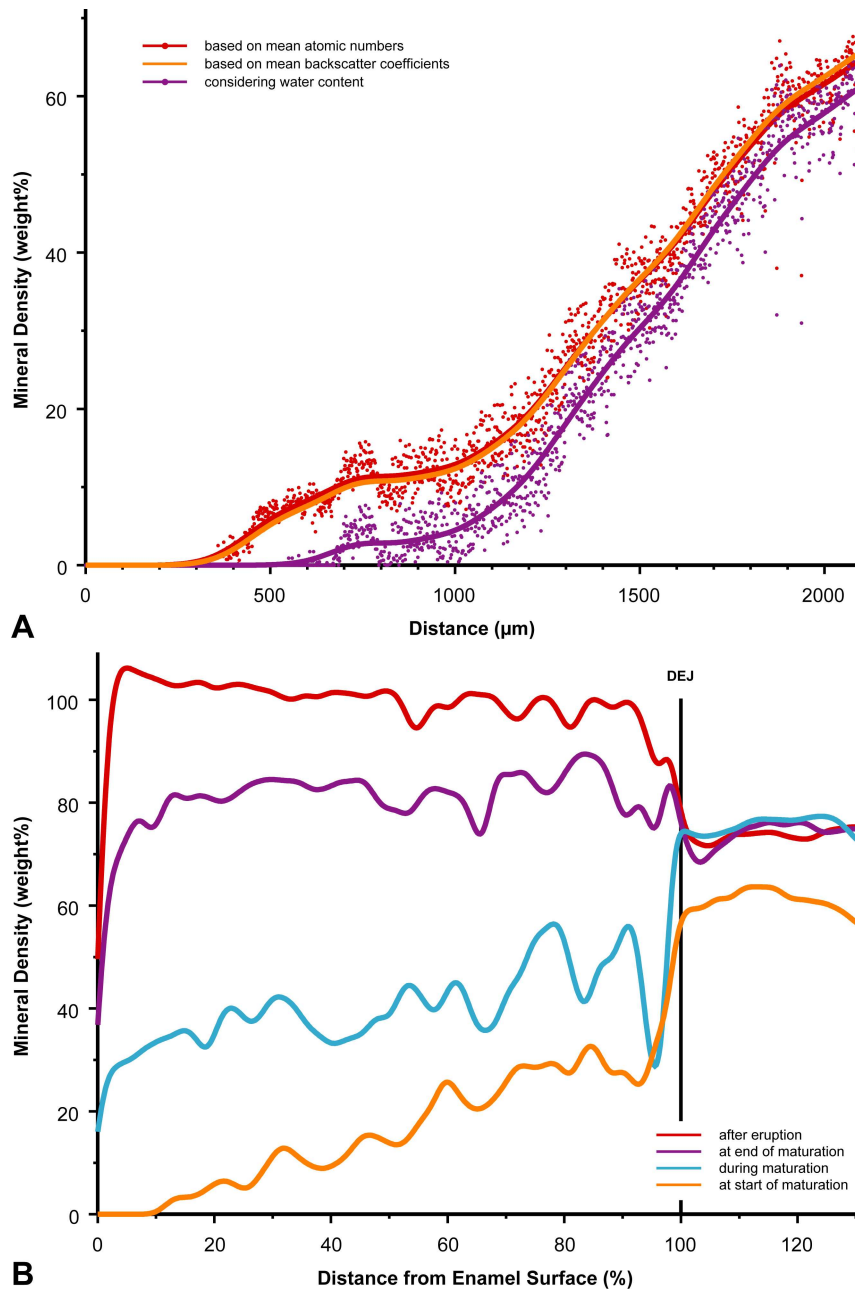 based on mean atomic numbers
based on mean backscatter coefficients
considering water content
Mineral Density (weight%)
60
40
20
0
0 500 1000 1500 2000
Distance (µm)
A
DEJ
Mineral Density (weight%)
100
80
60
40
20
0
after eruption
at end of maturation
during maturation
at start of maturation
0 20 40 60 80 100 120
Distance from Enamel Surface (%)
B